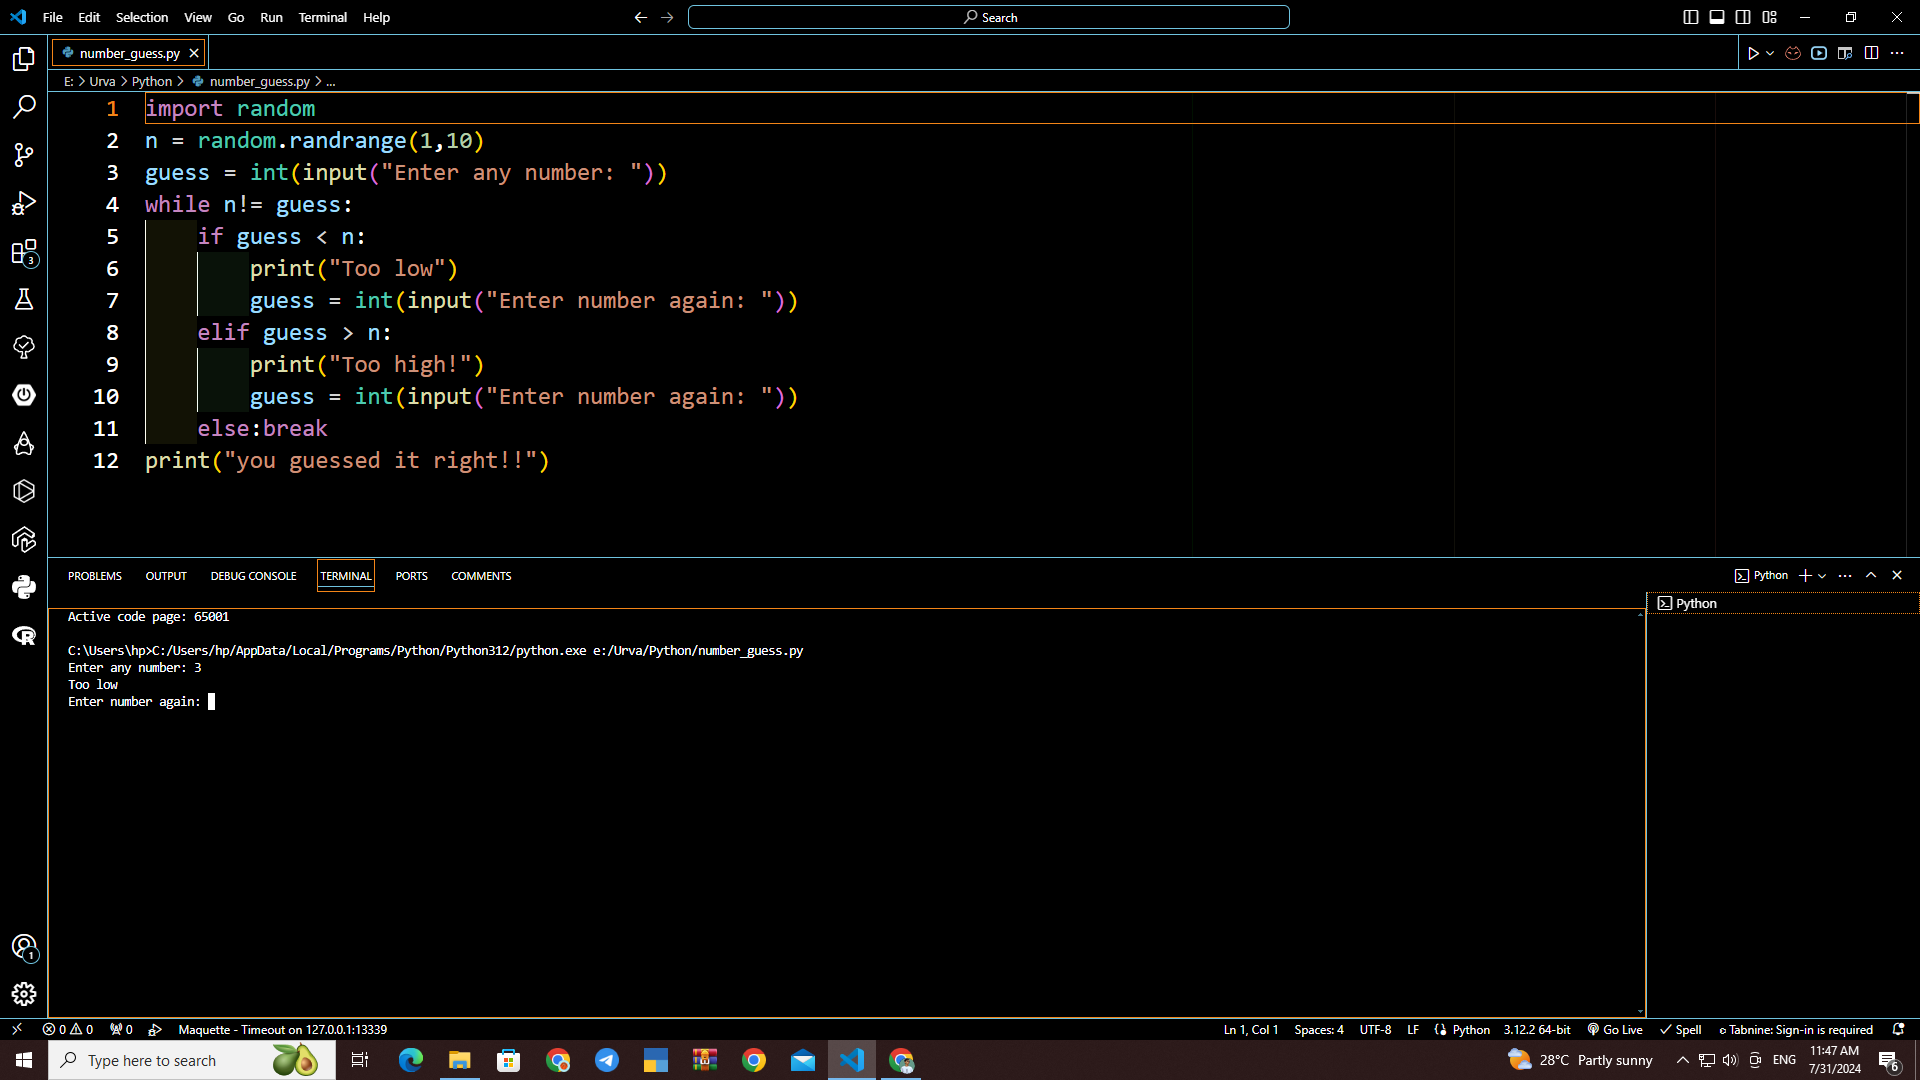 File Edit Selection View Go Run Terminal Help
Search
number_guess.py
E: > Urva > Python > number_guess.py > ...
1 import random
2 n = random.randrange(1,10)
3 guess = int(input("Enter any number: "))
4 while n!= guess:
5 if guess < n:
6 print("Too low")
7 guess = int(input("Enter number again: "))
8 elif guess > n:
9 print("Too high!")
10 guess = int(input("Enter number again: "))
11 else:break
12 print("you guessed it right!!")
3
PROBLEMS OUTPUT DEBUG CONSOLE TERMINAL PORTS COMMENTS
Python
Python
Active code page: 65001
C:\Users\hp>C:/Users/hp/AppData/Local/Programs/Python/Python312/python.exe e:/Urva/Python/number_guess.py
Enter any number: 3
Too low
Enter number again:
1
0 0 0 Maquette - Timeout on 127.0.0.1:13339 Ln 1, Col 1 Spaces: 4 UTF-8 LF Python 3.12.2 64-bit Go Live Spell Tabnine: Sign-in is required
Type here to search 28°C Partly sunny ENG 11:47 AM
7/31/2024
6